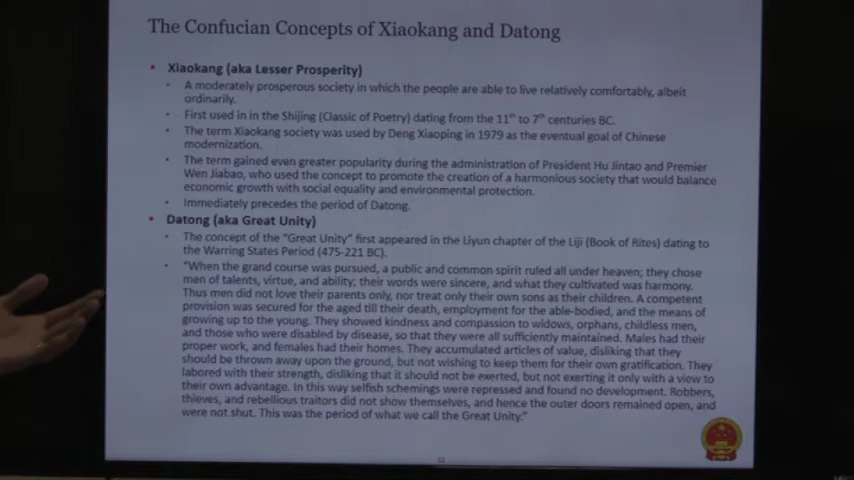 The Confucian Concepts of Xiaokang and Datong
• Xiaokang (aka Lesser Prosperity)
- A moderately prosperous society in which the people are able to live relatively comfortably, albeit
ordinarily.
- First used in in the Shijing (Classic of Poetry) dating from the 11th to 7th centuries BC.
- The term Xiaokang society was used by Deng Xiaoping in 1979 as the eventual goal of Chinese
modernization.
- The term gained even greater popularity during the administration of President Hu Jintao and Premier
Wen Jiabao, who used the concept to promote the creation of a harmonious society that would balance
economic growth with social equality and environmental protection.
- Immediately precedes the period of Datong.
• Datong (aka Great Unity)
- The concept of the "Great Unity" first appeared in the Liyun chapter of the Liji (Book of Rites) dating to
the Warring States Period (475-221 BC).
- "When the grand course was pursued, a public and common spirit ruled all under heaven; they chose
men of talents, virtue, and ability; their words were sincere, and what they cultivated was harmony.
Thus men did not love their parents only, nor treat only their own sons as their children. A competent
provision was secured for the aged till their death, employment for the able-bodied, and the means of
growing up to the young. They showed kindness and compassion to widows, orphans, childless men,
and those who were disabled by disease, so that they were all sufficiently maintained. Males had their
proper work, and females had their homes. They accumulated articles of value, disliking that they
should be thrown away upon the ground, but not wishing to keep them for their own gratification. They
labored with their strength, disliking that it should not be exerted, but not exerting it only with a view to
their own advantage. In this way selfish schemings were repressed and found no development. Robbers,
thieves, and rebellious traitors did not show themselves, and hence the outer doors remained open, and
were not shut. This was the period of what we call the Great Unity."